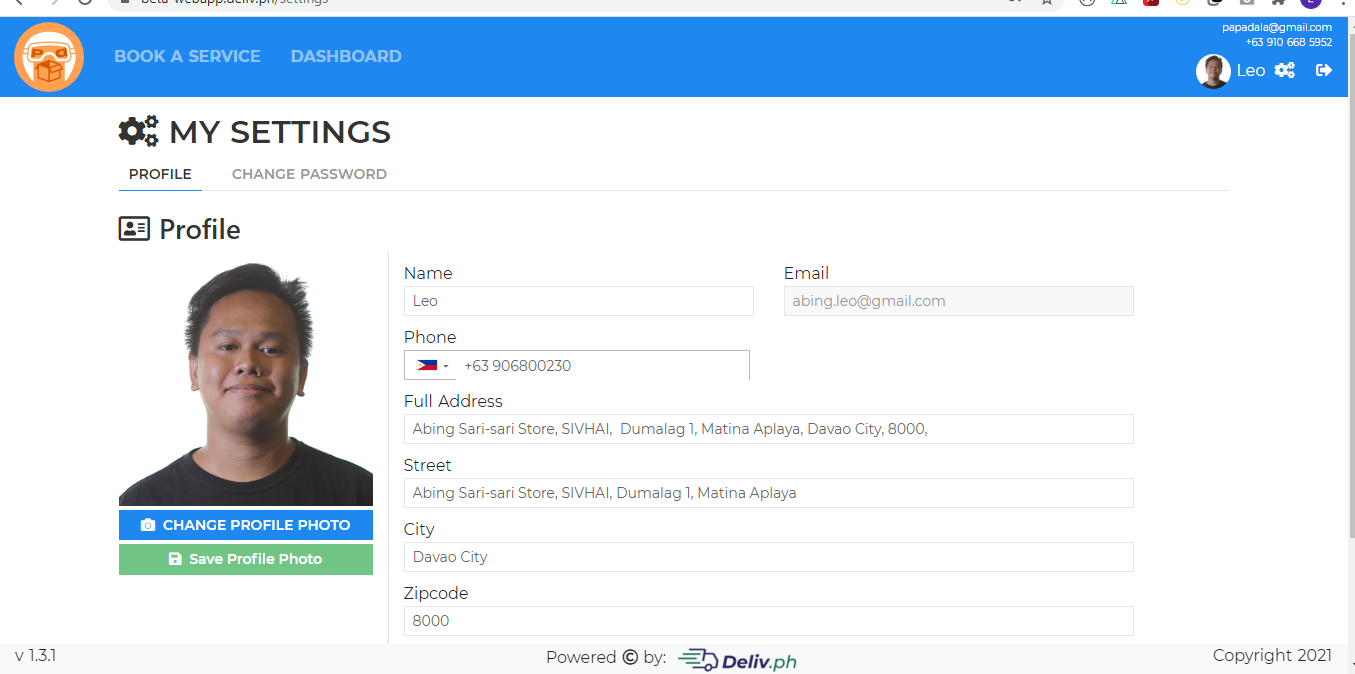 beta-webapp.deliv.ph/settings
papadala@gmail.com
+63 910 668 5952
BOOK A SERVICE DASHBOARD
Leo
MY SETTINGS
PROFILE CHANGE PASSWORD
Profile
Name Email
Leo abing.leo@gmail.com
Phone
+63 906800230
Full Address
Abing Sari-sari Store, SIVHAI,  Dumalag 1, Matina Aplaya, Davao City, 8000,
Street
Abing Sari-sari Store, SIVHAI, Dumalag 1, Matina Aplaya
CHANGE PROFILE PHOTO
City
Save Profile Photo
Davao City
Zipcode
8000
v 1.3.1 Powered © by: Deliv.ph Copyright 2021